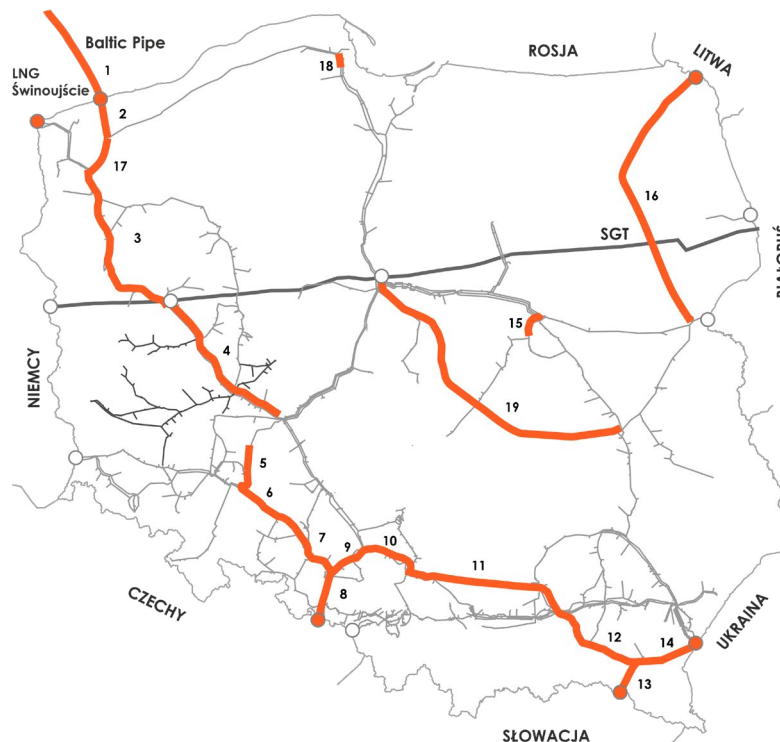 Baltic Pipe
ROSJA
LITWA
LNG
Świnoujście
18
1
2
17
16
3
SGT
BIAŁORUŚ
15
4
NIEMCY
19
5
6
7
9
10
11
8
CZECHY
UKRAINA
12
14
13
SŁOWACJA